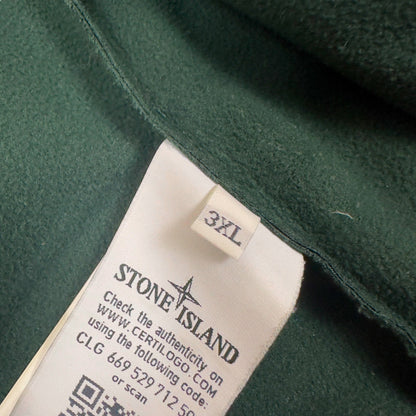 3XL
STONE ISLAND
Check the authenticity on
WWW.CERTILOGO.COM
using the following code:
CLG 669 529 712 50
or scan